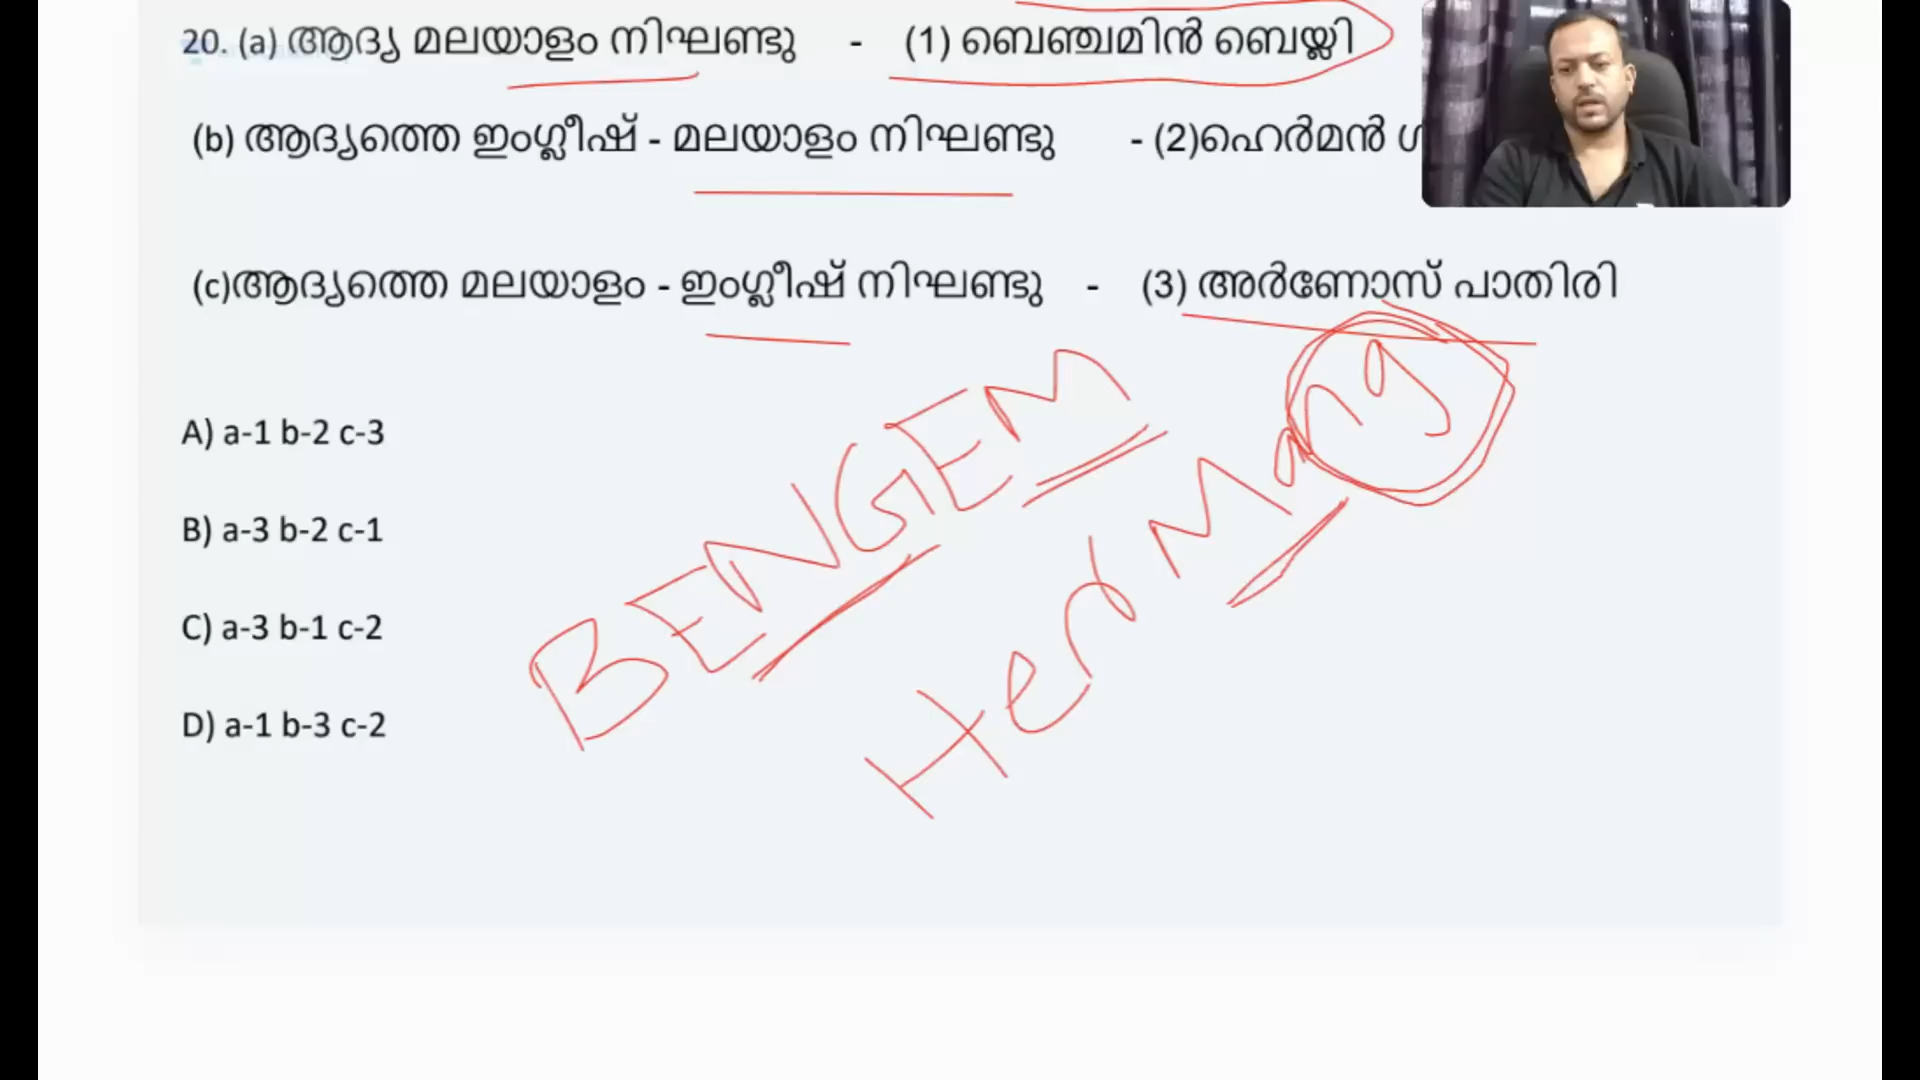 20. (a) ആദ്യ മലയാളം നിഘണ്ടു - (1) ബെഞ്ചമിൻ ബെയ്ലി
(b) ആദ്യത്തെ ഇംഗ്ലീഷ് - മലയാളം നിഘണ്ടു - (2)ഹെർമൻ
(c)ആദ്യത്തെ മലയാളം - ഇംഗ്ലീഷ് നിഘണ്ടു - (3) അർണോസ് പാതിരി
A) a-1 b-2 c-3
B) a-3 b-2 c-1
C) a-3 b-1 c-2
D) a-1 b-3 c-2
BENGEM
HerMang